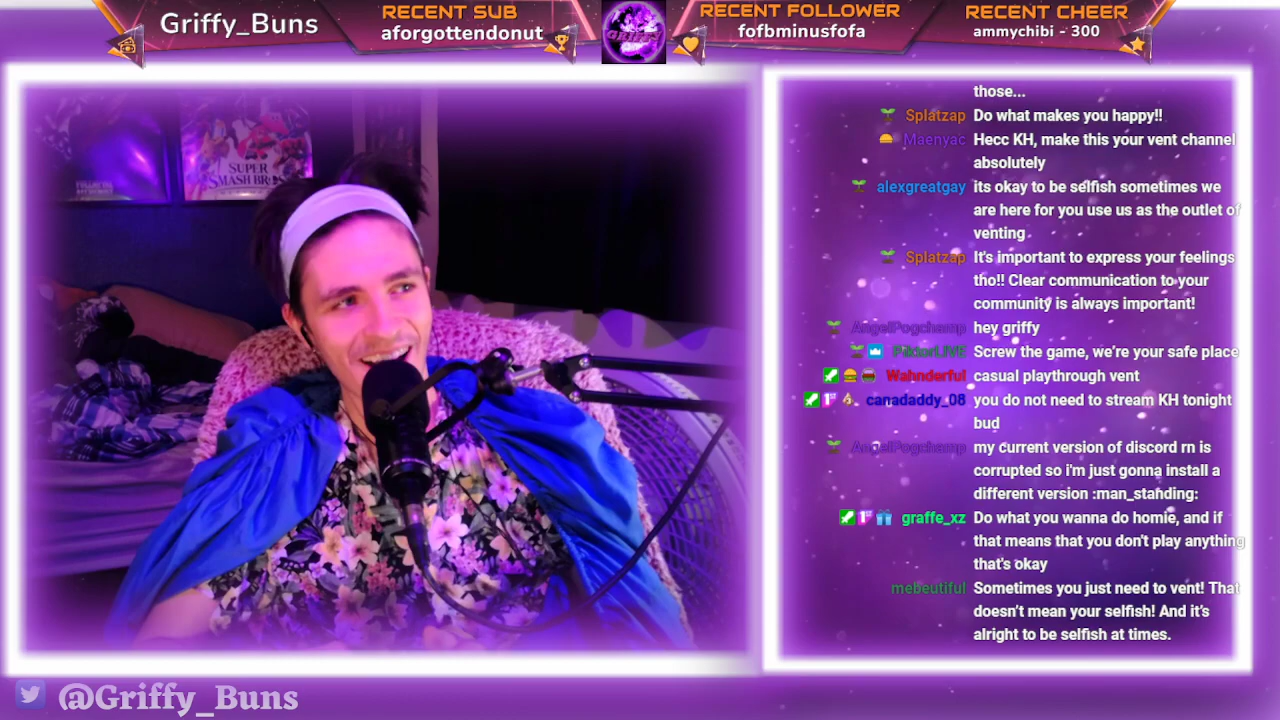 Griffy_Buns
RECENT SUB
aforgottendonut
RECENT FOLLOWER
fofbminusfofa
RECENT CHEER
ammychibi - 300
SUPER
SMASH BROS
those...
Splatzap Do what makes you happy!!
Maenyac Hecc KH, make this your vent channel
absolutely
alexgreatgay its okay to be selfish sometimes we
are here for you use us as the outlet of
venting
Splatzap It's important to express your feelings
tho!! Clear communication to your
community is always important!
AngelPogchamp hey griffy
PiktorLIVE Screw the game, we're your safe place
Wahnderful casual playthrough vent
canadaddy_08 you do not need to stream KH tonight
bud
AngelPogchamp my current version of discord rn is
corrupted so i'm just gonna install a
different version :man_standing:
graffe_xz Do what you wanna do homie, and if
that means that you don't play anything
that's okay
mebeutiful Sometimes you just need to vent! That
doesn't mean your selfish! And it's
alright to be selfish at times.
@Griffy_Buns